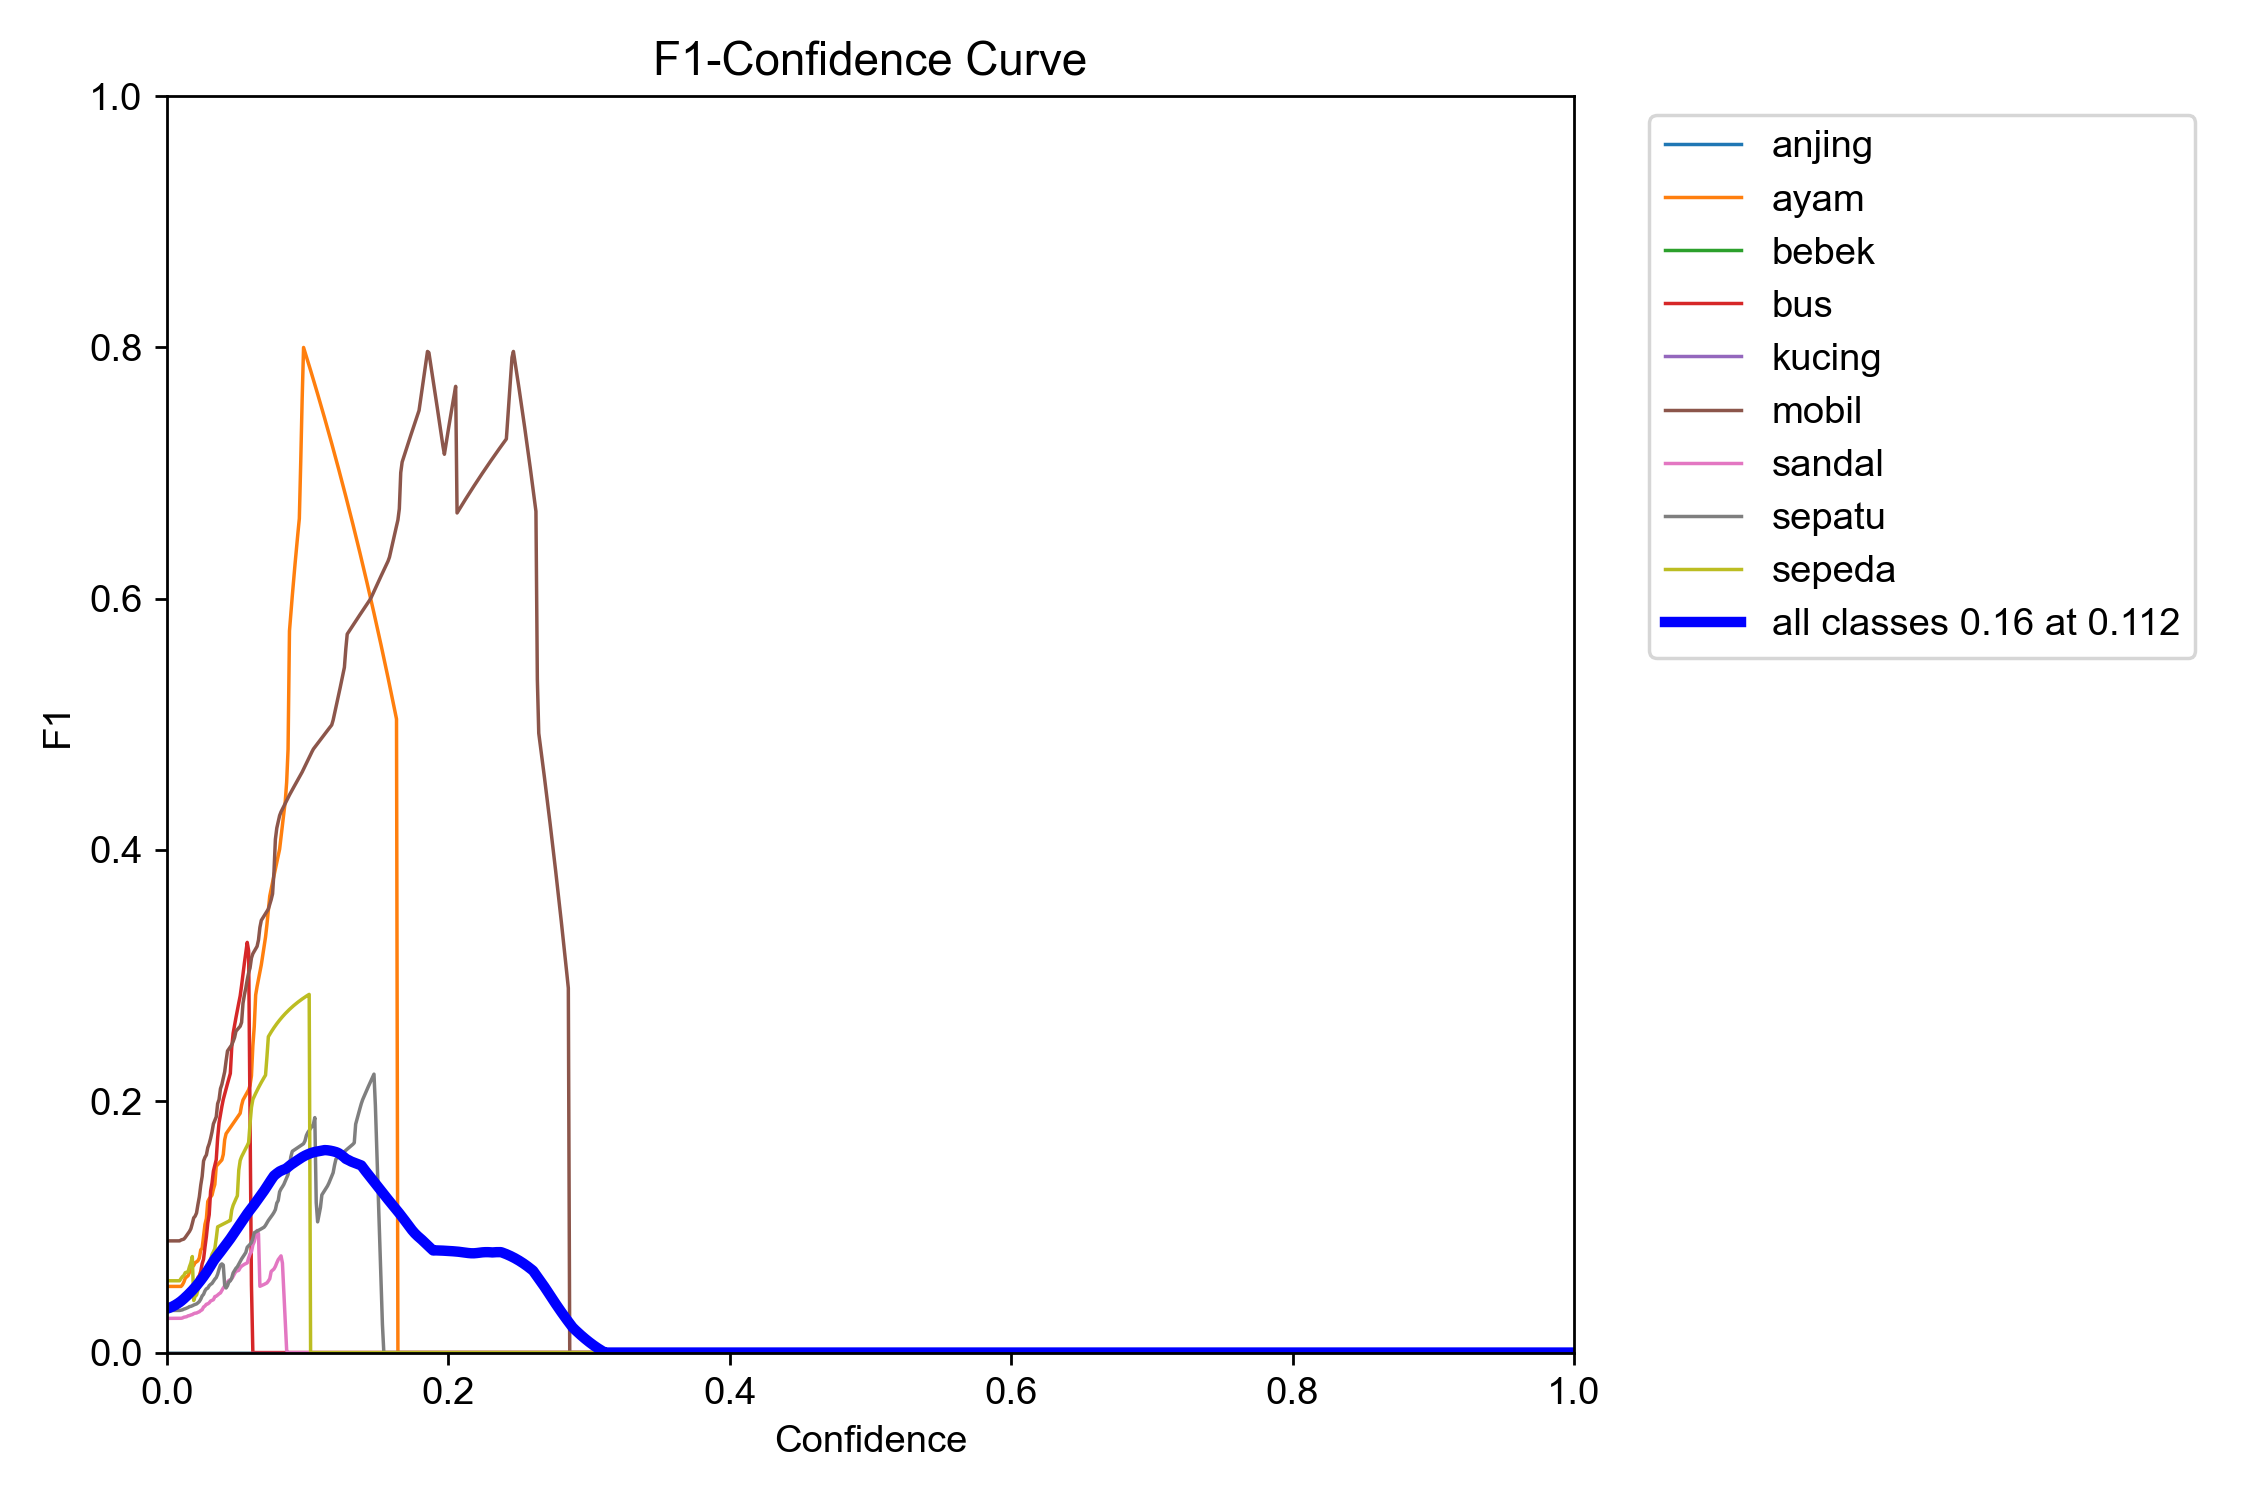 F1-Confidence Curve
1.0
0.8
0.6
0.4
0.2
0.0
F1
0.0 0.2 0.4 0.6 0.8 1.0
Confidence
anjing
ayam
bebek
bus
kucing
mobil
sandal
sepatu
sepeda
all classes 0.16 at 0.112